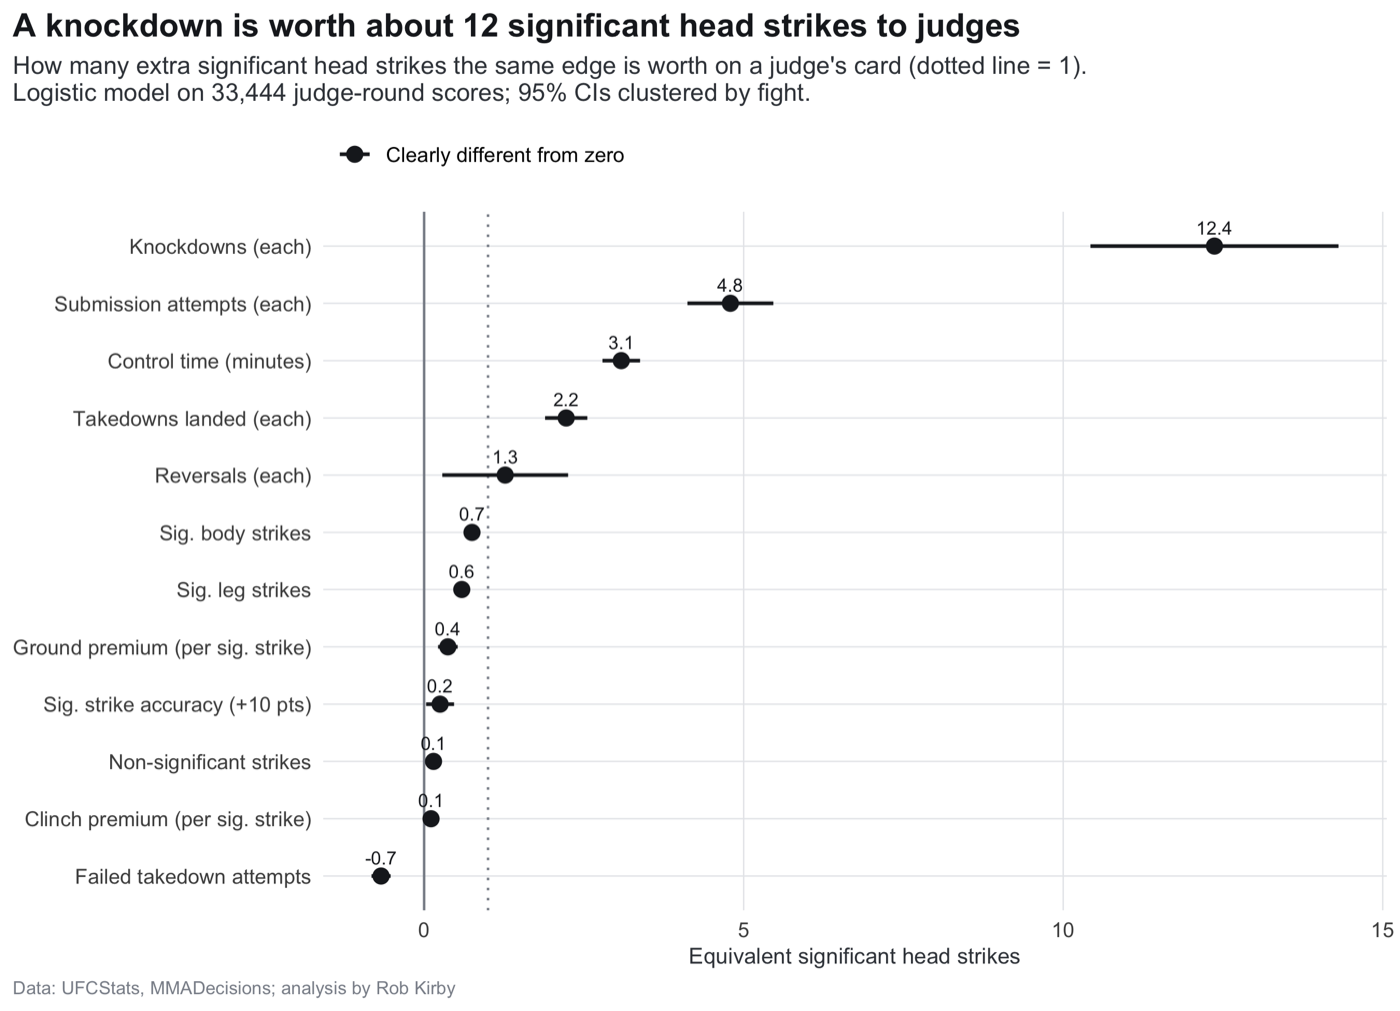 A knockdown is worth about 12 significant head strikes to judges
How many extra significant head strikes the same edge is worth on a judge's card (dotted line = 1).
Logistic model on 33,444 judge-round scores; 95% CIs clustered by fight.
Clearly different from zero
Knockdowns (each) 12.4
Submission attempts (each) 4.8
Control time (minutes) 3.1
Takedowns landed (each) 2.2
Reversals (each) 1.3
Sig. body strikes 0.7
Sig. leg strikes 0.6
Ground premium (per sig. strike) 0.4
Sig. strike accuracy (+10 pts) 0.2
Non-significant strikes 0.1
Clinch premium (per sig. strike) 0.1
Failed takedown attempts -0.7
0 5 10 15
Equivalent significant head strikes
Data: UFCStats, MMADecisions; analysis by Rob Kirby